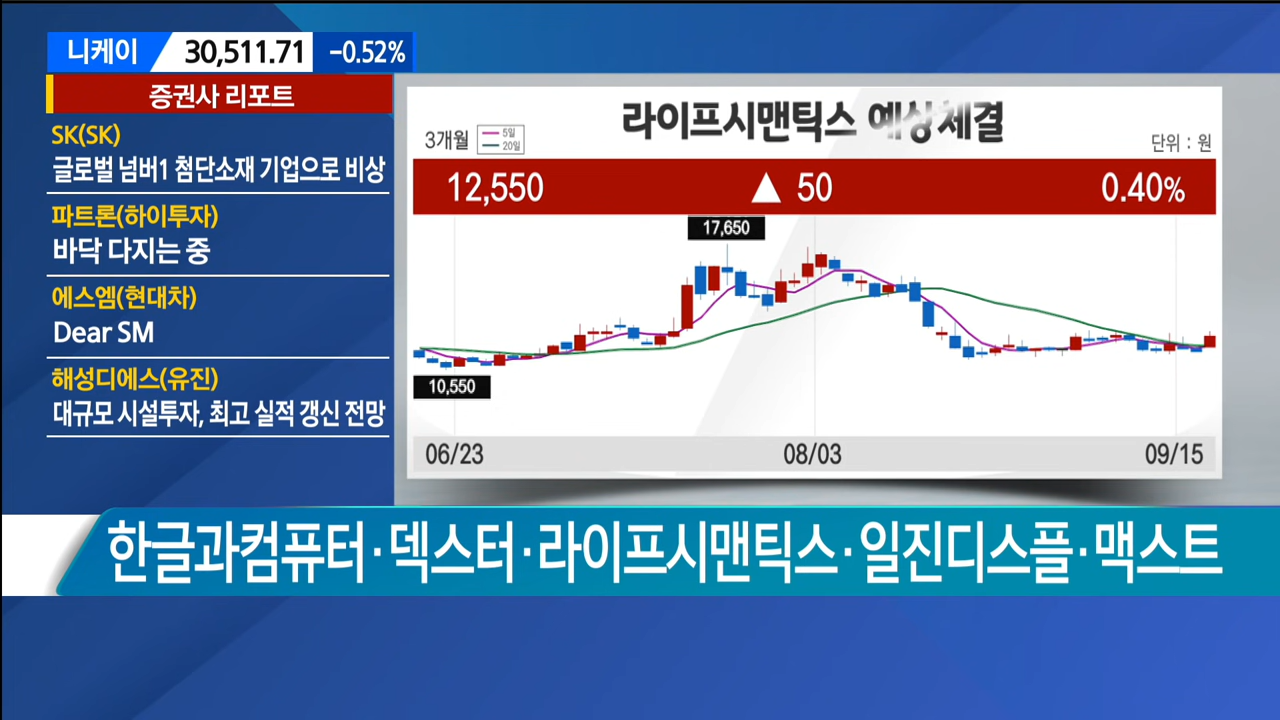 니케이 30,511.71 -0.52%
증권사 리포트
SK(SK)
글로벌 넘버1 첨단소재 기업으로 비상
파트론(하이투자)
바닥 다지는 중
에스엠(현대차)
Dear SM
해성디에스(유진)
대규모 시설투자, 최고 실적 갱신 전망
라이프시맨틱스 예상체결
3개월
5일
20일
단위 : 원
12,550 ▲ 50 0.40%
17,650
10,550
06/23 08/03 09/15
한글과컴퓨터·덱스터·라이프시맨틱스·일진디스플·맥스트